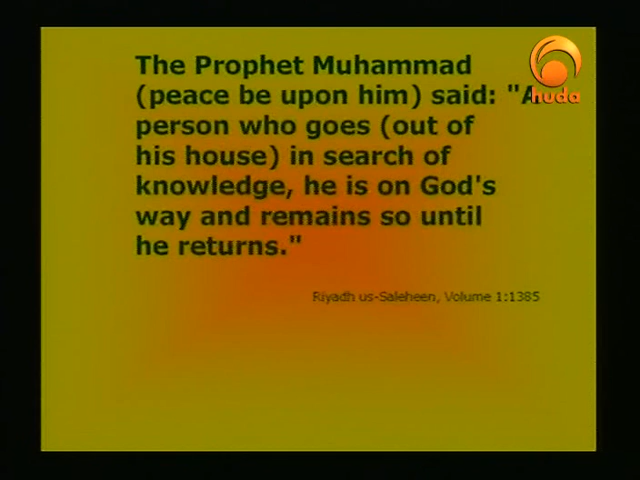 The Prophet Muhammad
(peace be upon him) said: "A
person who goes (out of
his house) in search of
knowledge, he is on God's
way and remains so until
he returns."
Riyadh us-Saleheen, Volume 1:1385
huda